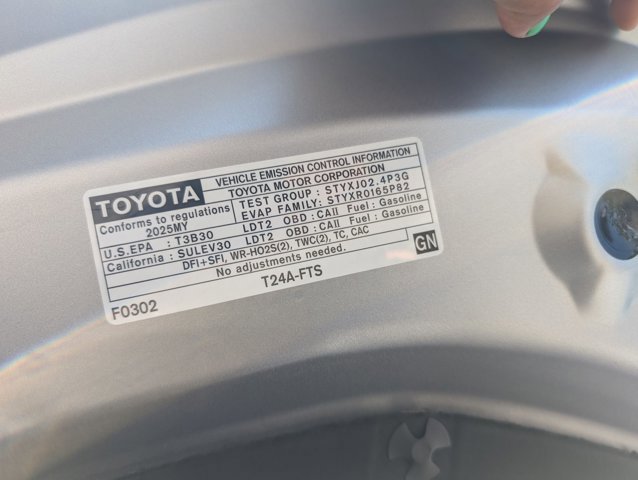 TOYOTA
VEHICLE EMISSION CONTROL INFORMATION
TOYOTA MOTOR CORPORATION
Conforms to regulations
2025MY
TEST GROUP : STYXJ02.4P3G
EVAP FAMILY: STYXR0165P82
U.S.EPA : T3B30 LDT2 OBD : CAII Fuel : Gasoline
California : SULEV30 LDT2 OBD : CAII Fuel : Gasoline
DFI+SFI, WR-HO2S(2), TWC(2), TC, CAC
No adjustments needed.
GN
F0302
T24A-FTS